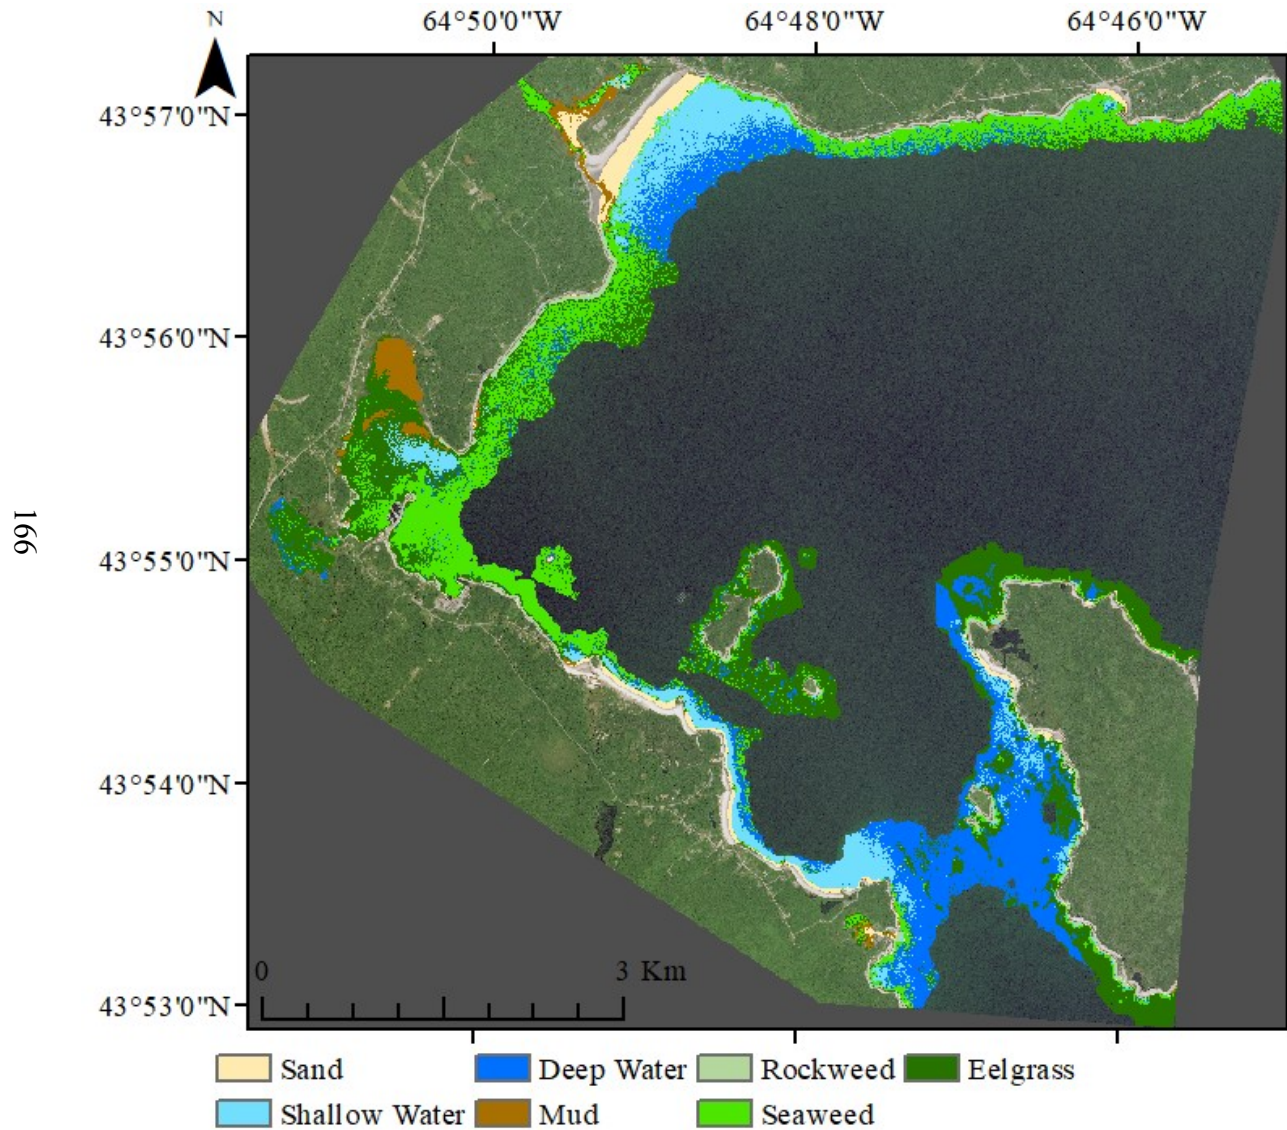 N
64°50'0"W 64°48'0"W 64°46'0"W
43°57'0"N
43°56'0"N
166
43°55'0"N
43°54'0"N
0 3 Km
43°53'0"N
Sand Deep Water Rockweed Eelgrass
Shallow Water Mud Seaweed